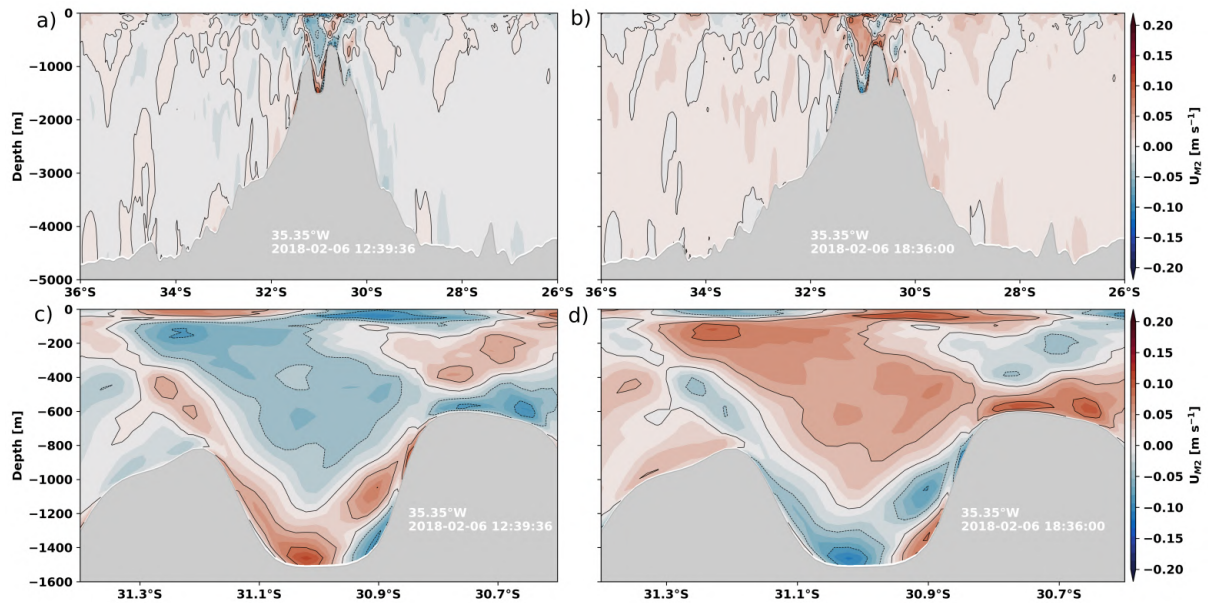 a)
0
−1000
−2000
−3000
−4000
−5000
Depth [m]
35.35°W
2018-02-06 12:39:36
36°S
34°S
32°S
30°S
28°S
26°S
b)
35.35°W
2018-02-06 18:36:00
36°S
34°S
32°S
30°S
28°S
26°S
0.20
0.15
0.10
0.05
0.00
−0.05
−0.10
−0.15
−0.20
U_M2 [m s⁻¹]
c)
0
−200
−400
−600
−800
−1000
−1200
−1400
−1600
Depth [m]
35.35°W
2018-02-06 12:39:36
31.3°S
31.1°S
30.9°S
30.7°S
d)
35.35°W
2018-02-06 18:36:00
31.3°S
31.1°S
30.9°S
30.7°S
0.20
0.15
0.10
0.05
0.00
−0.05
−0.10
−0.15
−0.20
U_M2 [m s⁻¹]